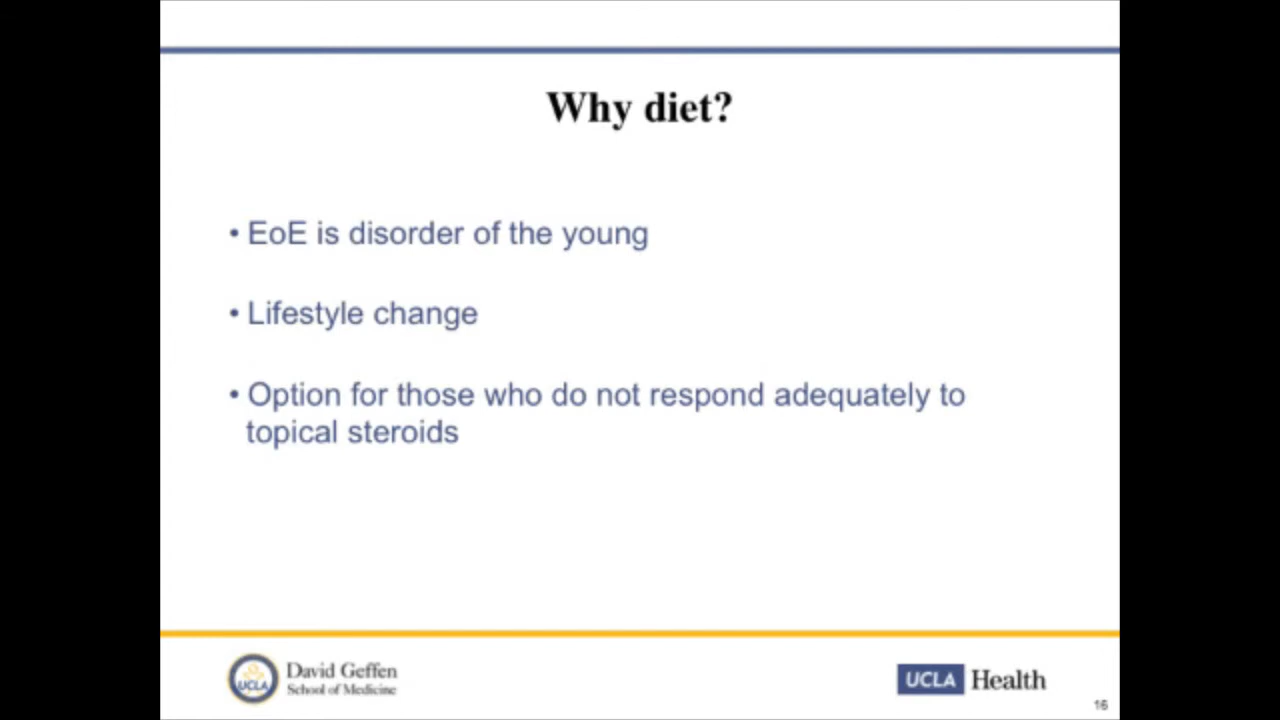 Why diet?
• EoE is disorder of the young
• Lifestyle change
• Option for those who do not respond adequately to
topical steroids
UCLA
David Geffen
School of Medicine
UCLA Health
16